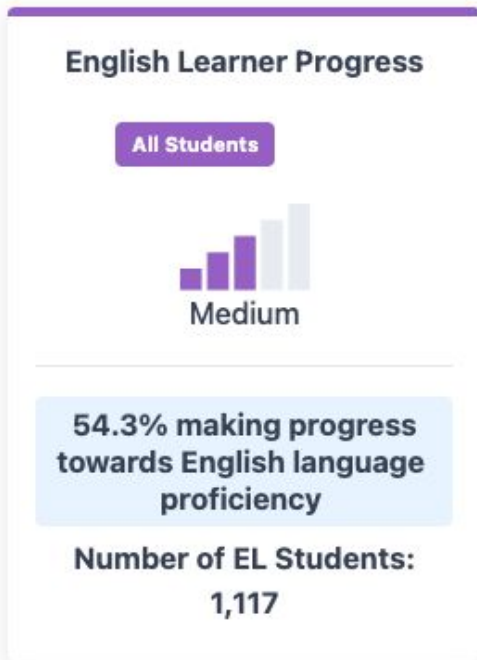 English Learner Progress
All Students
Medium
54.3% making progress
towards English language
proficiency
Number of EL Students:
1,117